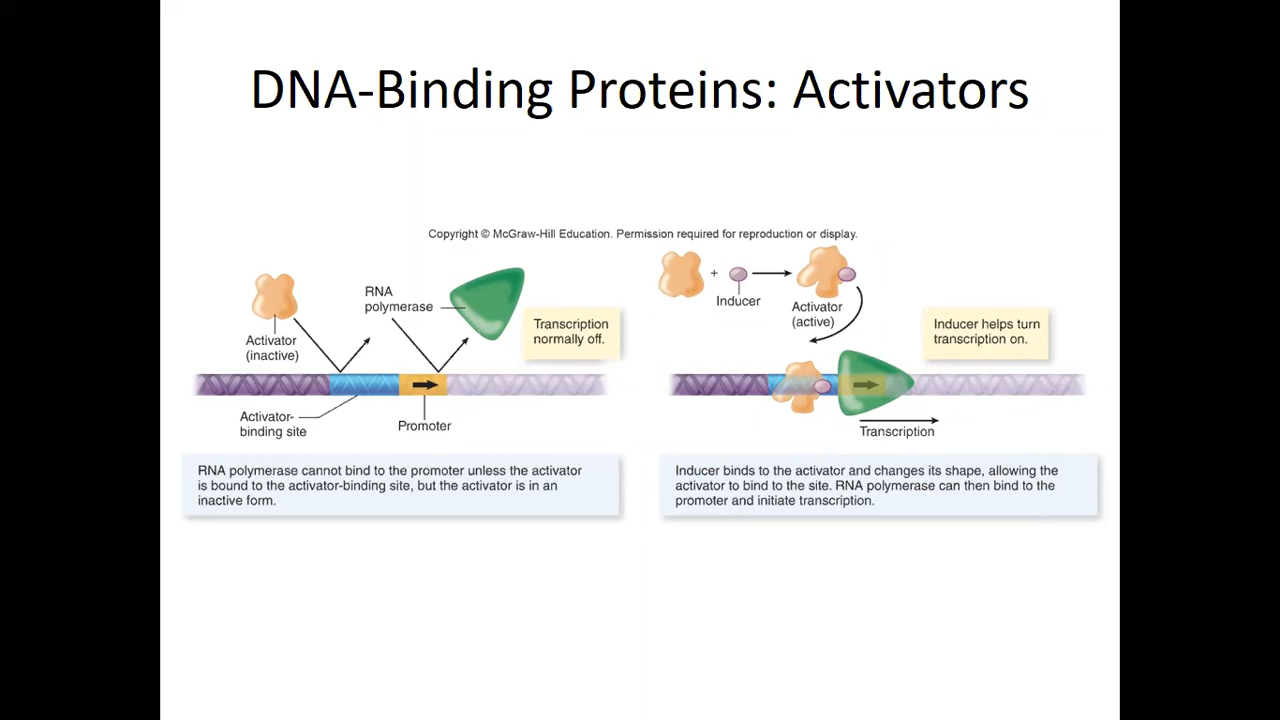 DNA-Binding Proteins: Activators
Copyright © McGraw-Hill Education. Permission required for reproduction or display.
Activator
(inactive)
RNA
polymerase
Transcription
normally off.
Activator-
binding site
Promoter
RNA polymerase cannot bind to the promoter unless the activator
is bound to the activator-binding site, but the activator is in an
inactive form.
+
Inducer
Activator
(active)
Inducer helps turn
transcription on.
Transcription
Inducer binds to the activator and changes its shape, allowing the
activator to bind to the site. RNA polymerase can then bind to the
promoter and initiate transcription.